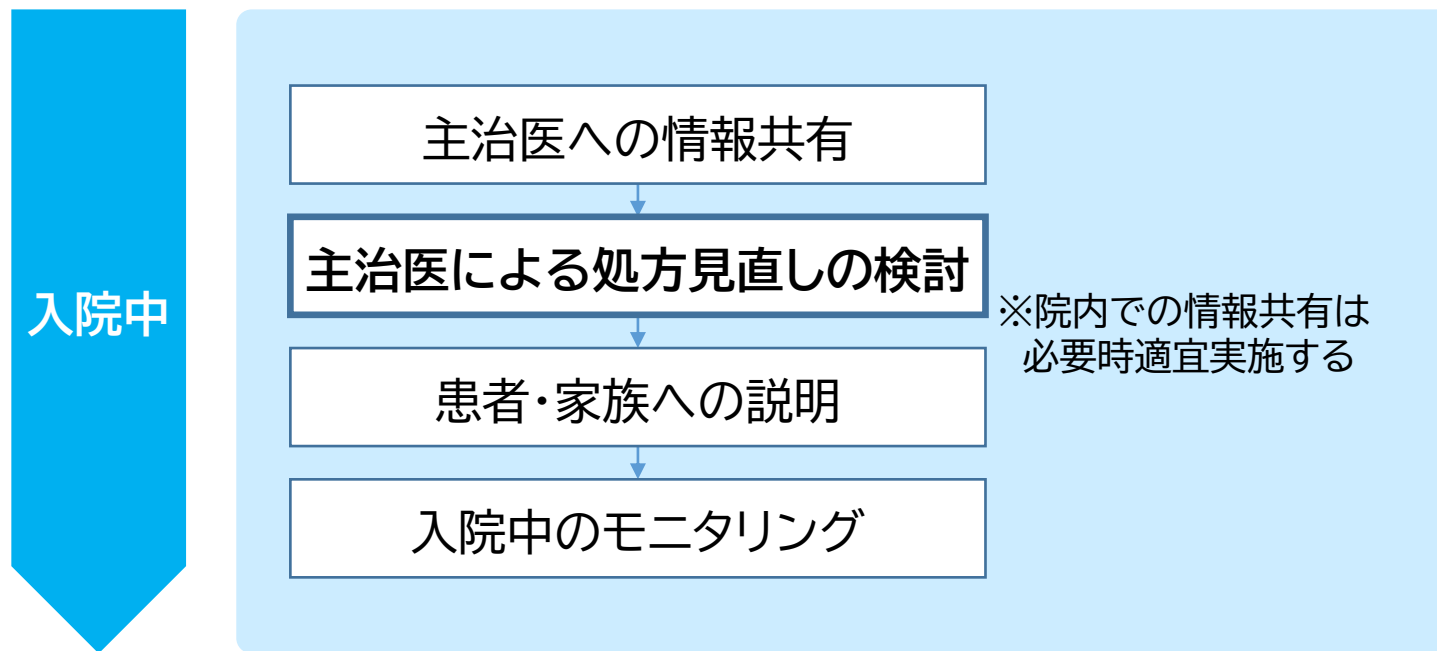 入院中
主治医への情報共有
主治医による処方見直しの検討
患者・家族への説明
入院中のモニタリング
※院内での情報共有は
必要時適宜実施する